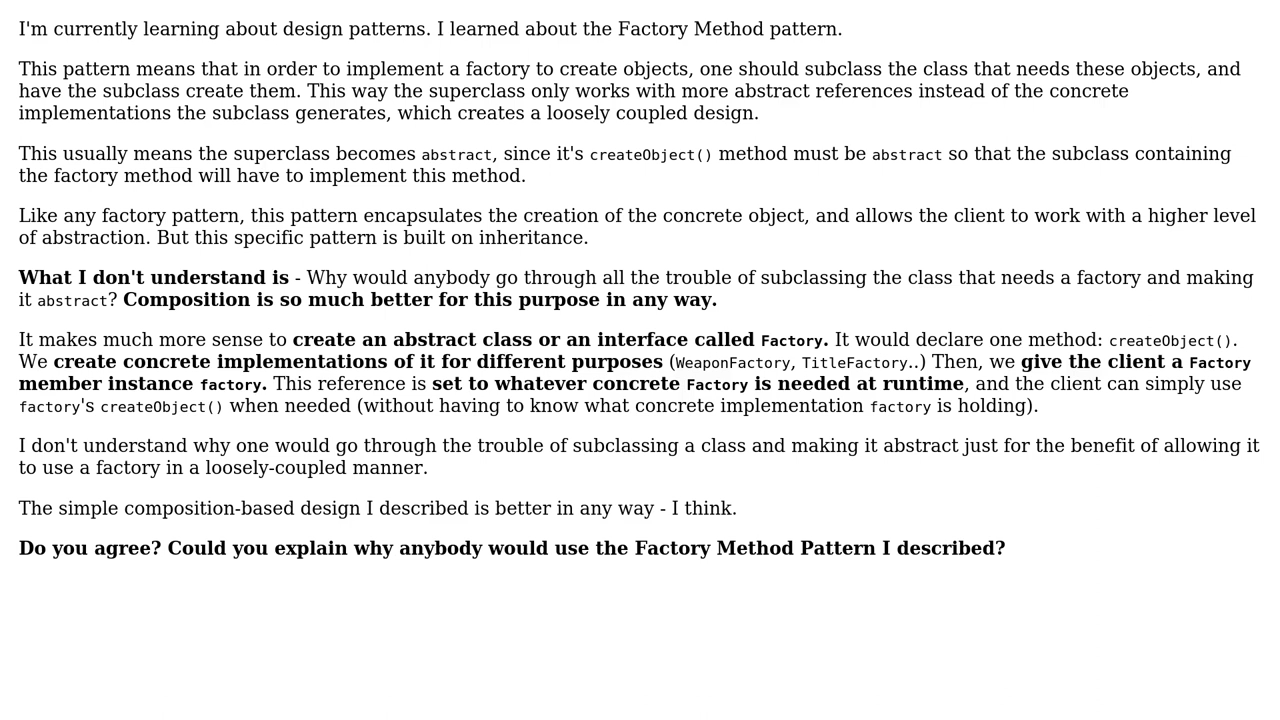 I'm currently learning about design patterns. I learned about the Factory Method pattern.
This pattern means that in order to implement a factory to create objects, one should subclass the class that needs these objects, and
have the subclass create them. This way the superclass only works with more abstract references instead of the concrete
implementations the subclass generates, which creates a loosely coupled design.
This usually means the superclass becomes abstract, since it's createObject() method must be abstract so that the subclass containing
the factory method will have to implement this method.
Like any factory pattern, this pattern encapsulates the creation of the concrete object, and allows the client to work with a higher level
of abstraction. But this specific pattern is built on inheritance.
What I don't understand is - Why would anybody go through all the trouble of subclassing the class that needs a factory and making
it abstract? Composition is so much better for this purpose in any way.
It makes much more sense to create an abstract class or an interface called Factory. It would declare one method: createObject().
We create concrete implementations of it for different purposes (WeaponFactory, TitleFactory..) Then, we give the client a Factory
member instance factory. This reference is set to whatever concrete Factory is needed at runtime, and the client can simply use
factory's createObject() when needed (without having to know what concrete implementation factory is holding).
I don't understand why one would go through the trouble of subclassing a class and making it abstract just for the benefit of allowing it
to use a factory in a loosely-coupled manner.
The simple composition-based design I described is better in any way - I think.
Do you agree? Could you explain why anybody would use the Factory Method Pattern I described?